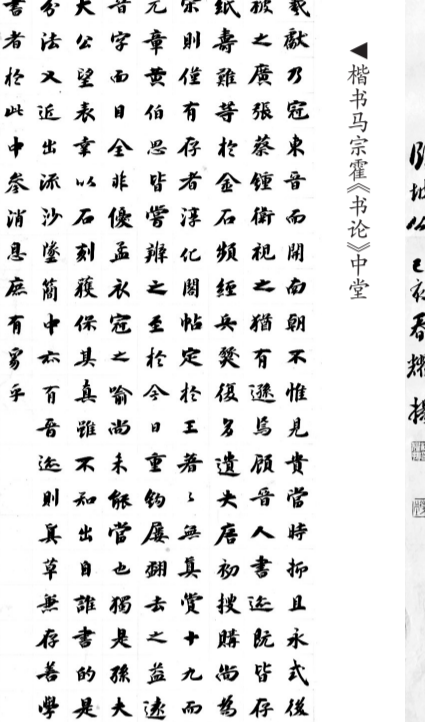 ◀楷书马宗霍《书论》中堂
羲獻乃冠東晉而開南朝不惟見貴當時抑且永式後
被之廣張蔡鍾衛視之猶有遜焉顧晉人書迹既皆存
紙壽難等於金石頻經兵燹復多遺失唐初搜購尚為
宋則僅有存者淳化閣帖定於王著〻無真賞十九而
元章黄伯思皆嘗辨之至於今日重鈎屢翻去之益遠
晉字面目全非優孟衣冠之喻尚未能當也獨是孫夫
大公望表幸以石刻獲保其真雖不知出自誰書的是
分法又近出流沙墜簡中亦有晉迹則真草兼存善學
書者於此中參消息庶有豸乎